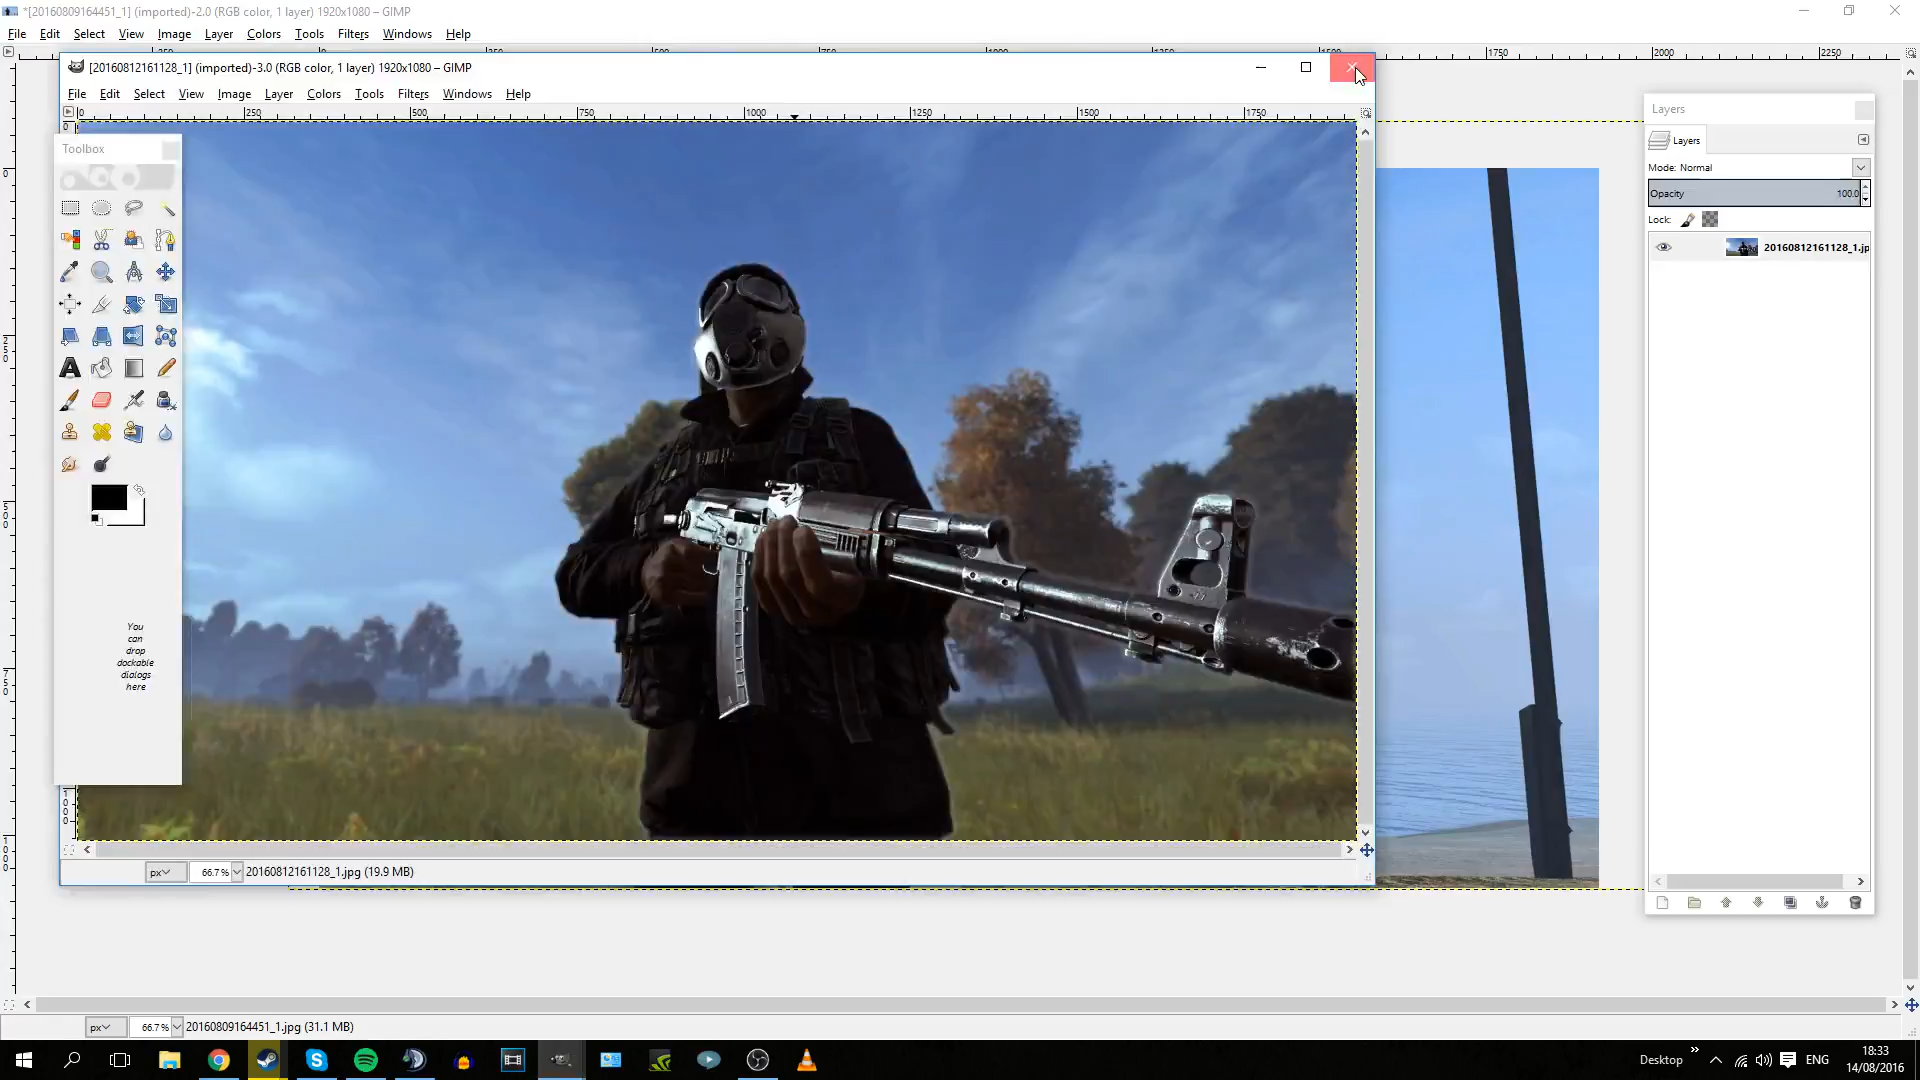 *[20160809164451_1] (imported)-2.0 (RGB color, 1 layer) 1920x1080 – GIMP
File Edit Select View Image Layer Colors Tools Filters Windows Help
1750 2000 2250
[20160812161128_1] (imported)-3.0 (RGB color, 1 layer) 1920x1080 – GIMP
File Edit Select View Image Layer Colors Tools Filters Windows Help
0 250 500 750 1000 1250 1500 1750
Toolbox
You
can
drop
dockable
dialogs
here
px 66.7 % 20160812161128_1.jpg (19.9 MB)
Layers
Layers
Mode: Normal
Opacity 100.0
Lock:
20160812161128_1.jp
px 66.7 % 20160809164451_1.jpg (31.1 MB)
Desktop » ENG 18:33
14/08/2016